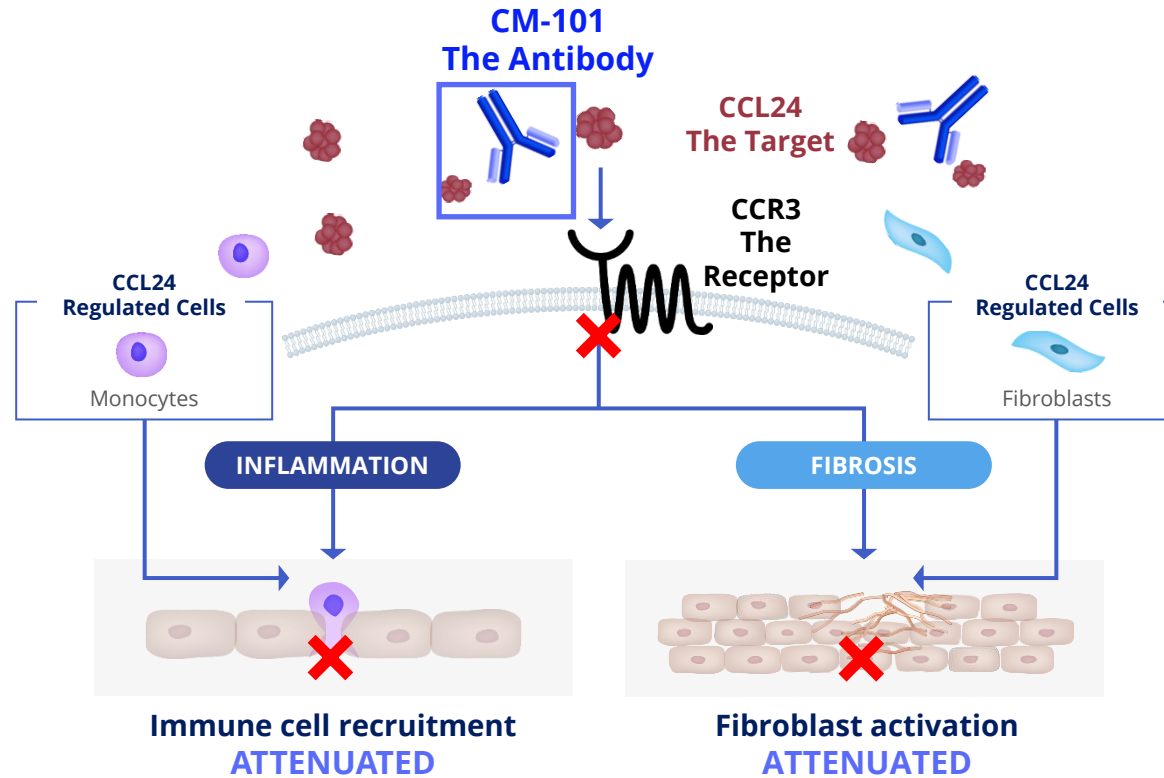 CM-101
The Antibody
CCL24
The Target
CCR3
The
Receptor
CCL24
Regulated Cells
Monocytes
CCL24
Regulated Cells
Fibroblasts
INFLAMMATION
FIBROSIS
Immune cell recruitment
ATTENUATED
Fibroblast activation
ATTENUATED